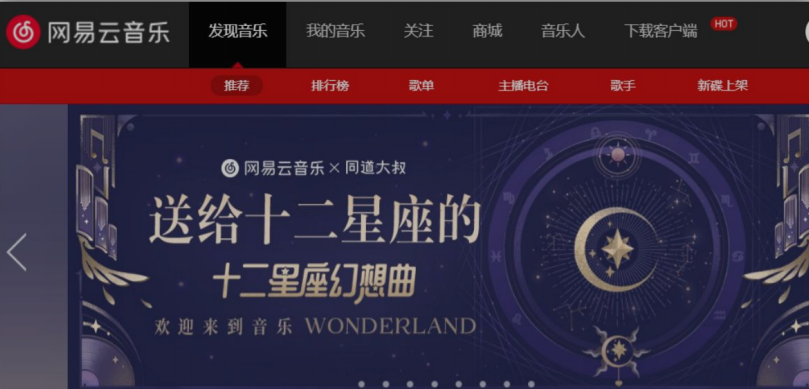 网易云音乐 发现音乐 我的音乐 关注 商城 音乐人 下载客户端 HOT
推荐 排行榜 歌单 主播电台 歌手 新碟上架
网易云音乐×同道大叔
送给十二星座的
十二星座幻想曲
欢迎来到音乐 WONDERLAND